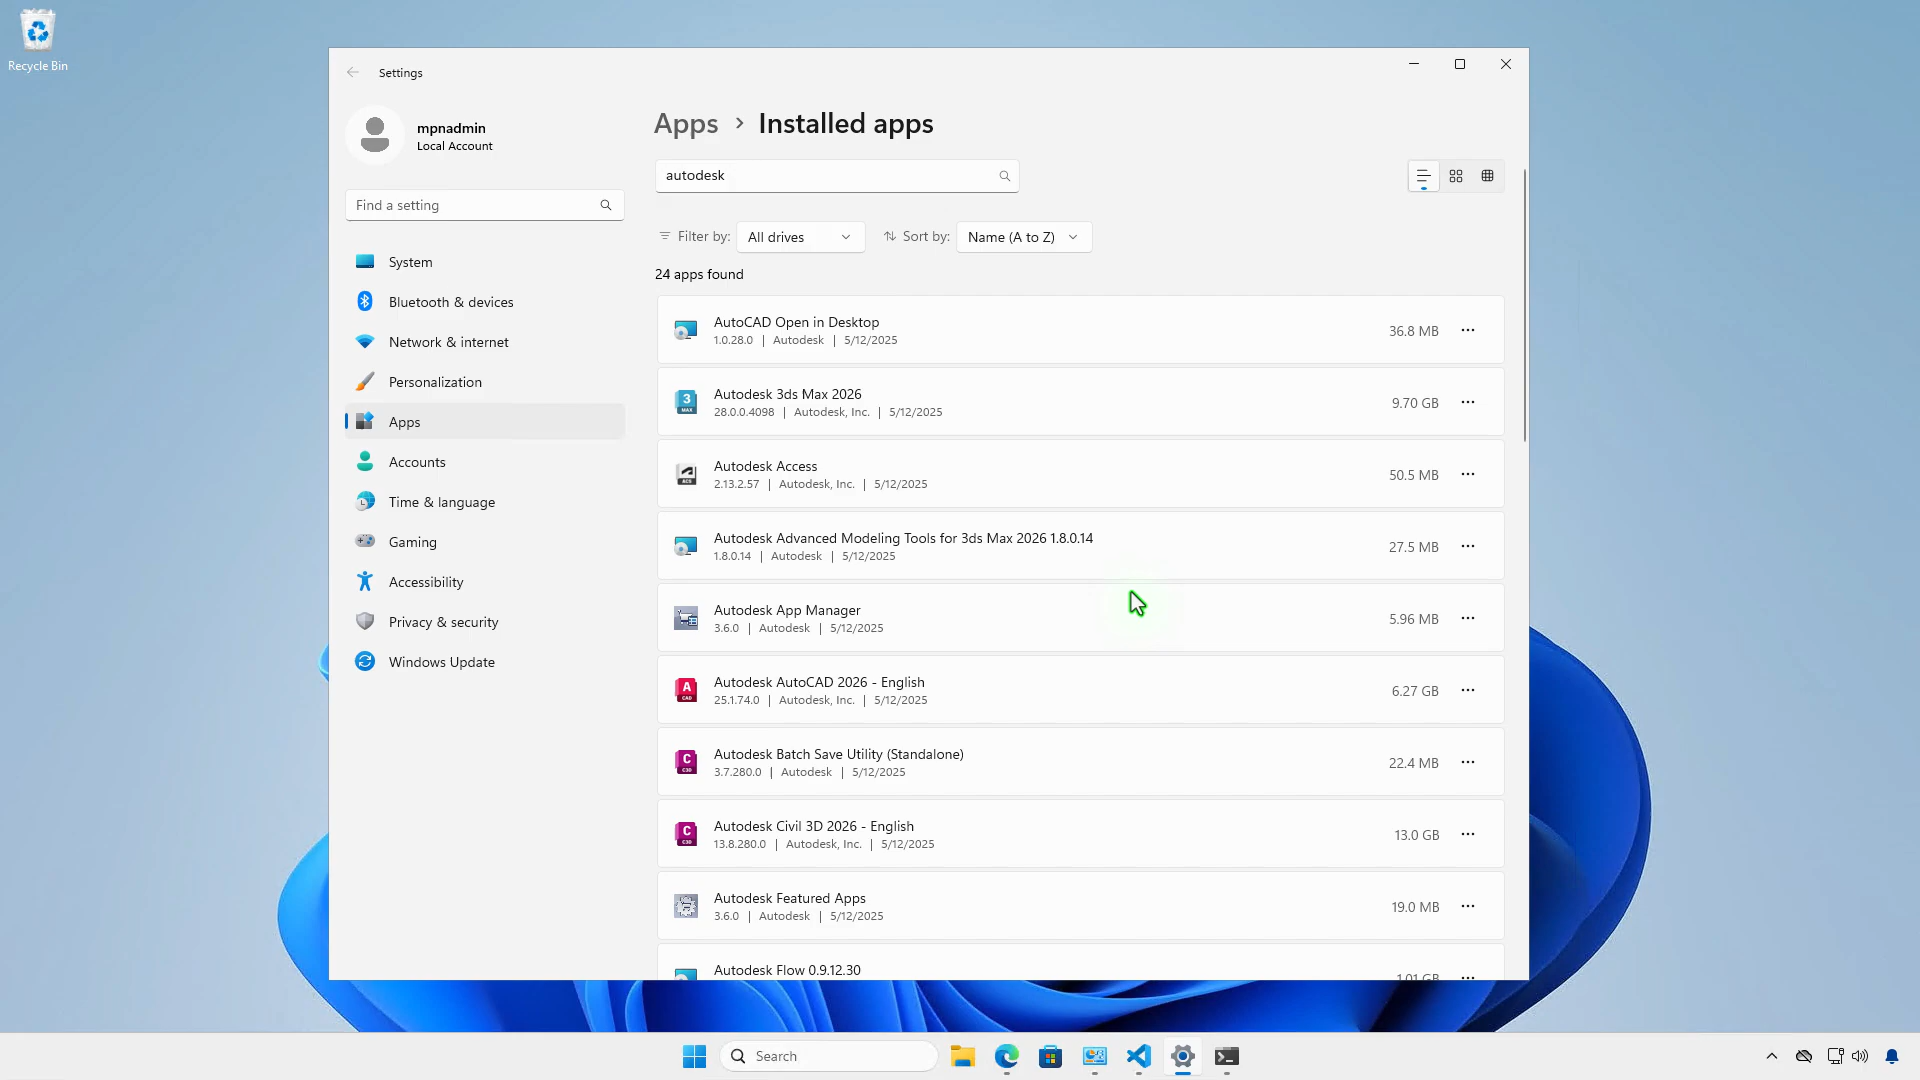 Recycle Bin
Settings
mpnadmin
Local Account
Find a setting
System
Bluetooth & devices
Network & internet
Personalization
Apps
Accounts
Time & language
Gaming
Accessibility
Privacy & security
Windows Update
Apps › Installed apps
autodesk
Filter by: All drives Sort by: Name (A to Z)
24 apps found
AutoCAD Open in Desktop
1.0.28.0 | Autodesk | 5/12/2025
36.8 MB
Autodesk 3ds Max 2026
28.0.0.4098 | Autodesk, Inc. | 5/12/2025
9.70 GB
Autodesk Access
2.13.2.57 | Autodesk, Inc. | 5/12/2025
50.5 MB
Autodesk Advanced Modeling Tools for 3ds Max 2026 1.8.0.14
1.8.0.14 | Autodesk | 5/12/2025
27.5 MB
Autodesk App Manager
3.6.0 | Autodesk | 5/12/2025
5.96 MB
Autodesk AutoCAD 2026 - English
25.1.74.0 | Autodesk, Inc. | 5/12/2025
6.27 GB
Autodesk Batch Save Utility (Standalone)
3.7.280.0 | Autodesk | 5/12/2025
22.4 MB
Autodesk Civil 3D 2026 - English
13.8.280.0 | Autodesk, Inc. | 5/12/2025
13.0 GB
Autodesk Featured Apps
3.6.0 | Autodesk | 5/12/2025
19.0 MB
Autodesk Flow 0.9.12.30
1.01 GB
Search